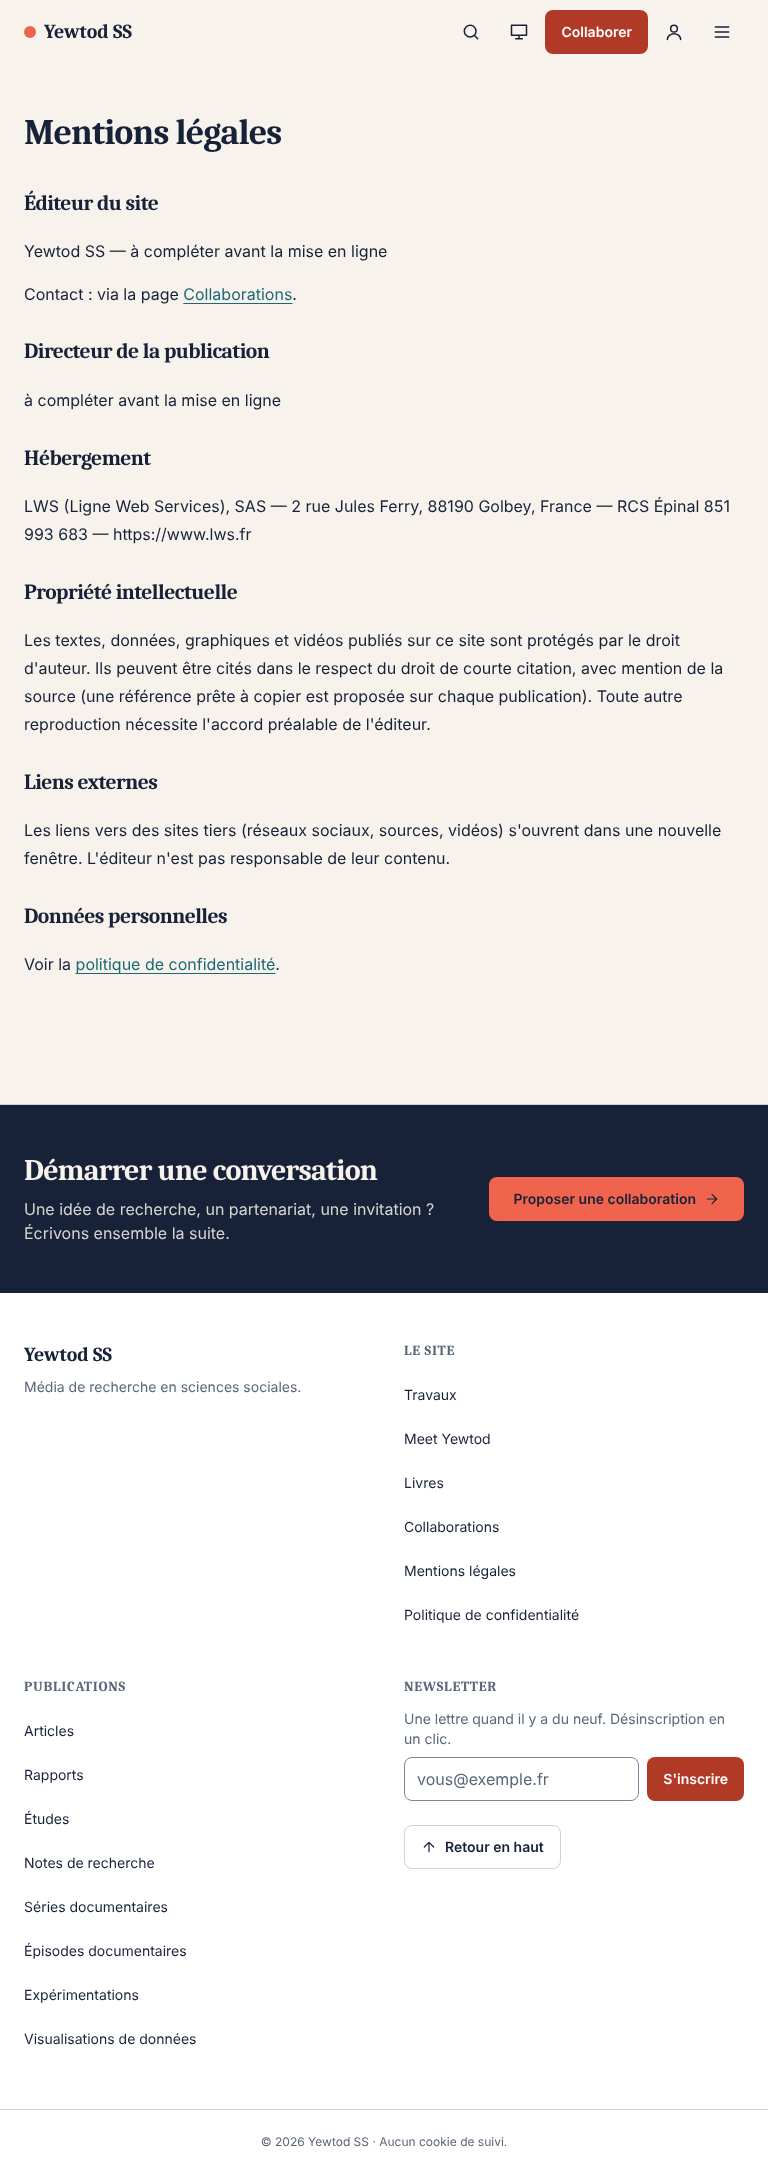 Yewtod SS
Collaborer
Mentions légales
Éditeur du site
Yewtod SS — à compléter avant la mise en ligne
Contact : via la page Collaborations.
Directeur de la publication
à compléter avant la mise en ligne
Hébergement
LWS (Ligne Web Services), SAS — 2 rue Jules Ferry, 88190 Golbey, France — RCS Épinal 851
993 683 — https://www.lws.fr
Propriété intellectuelle
Les textes, données, graphiques et vidéos publiés sur ce site sont protégés par le droit
d'auteur. Ils peuvent être cités dans le respect du droit de courte citation, avec mention de la
source (une référence prête à copier est proposée sur chaque publication). Toute autre
reproduction nécessite l'accord préalable de l'éditeur.
Liens externes
Les liens vers des sites tiers (réseaux sociaux, sources, vidéos) s'ouvrent dans une nouvelle
fenêtre. L'éditeur n'est pas responsable de leur contenu.
Données personnelles
Voir la politique de confidentialité.
Démarrer une conversation
Une idée de recherche, un partenariat, une invitation ?
Écrivons ensemble la suite.
Proposer une collaboration
Yewtod SS
Média de recherche en sciences sociales.
LE SITE
Travaux
Meet Yewtod
Livres
Collaborations
Mentions légales
Politique de confidentialité
PUBLICATIONS
Articles
Rapports
Études
Notes de recherche
Séries documentaires
Épisodes documentaires
Expérimentations
Visualisations de données
NEWSLETTER
Une lettre quand il y a du neuf. Désinscription en
un clic.
vous@exemple.fr
S'inscrire
Retour en haut
© 2026 Yewtod SS · Aucun cookie de suivi.